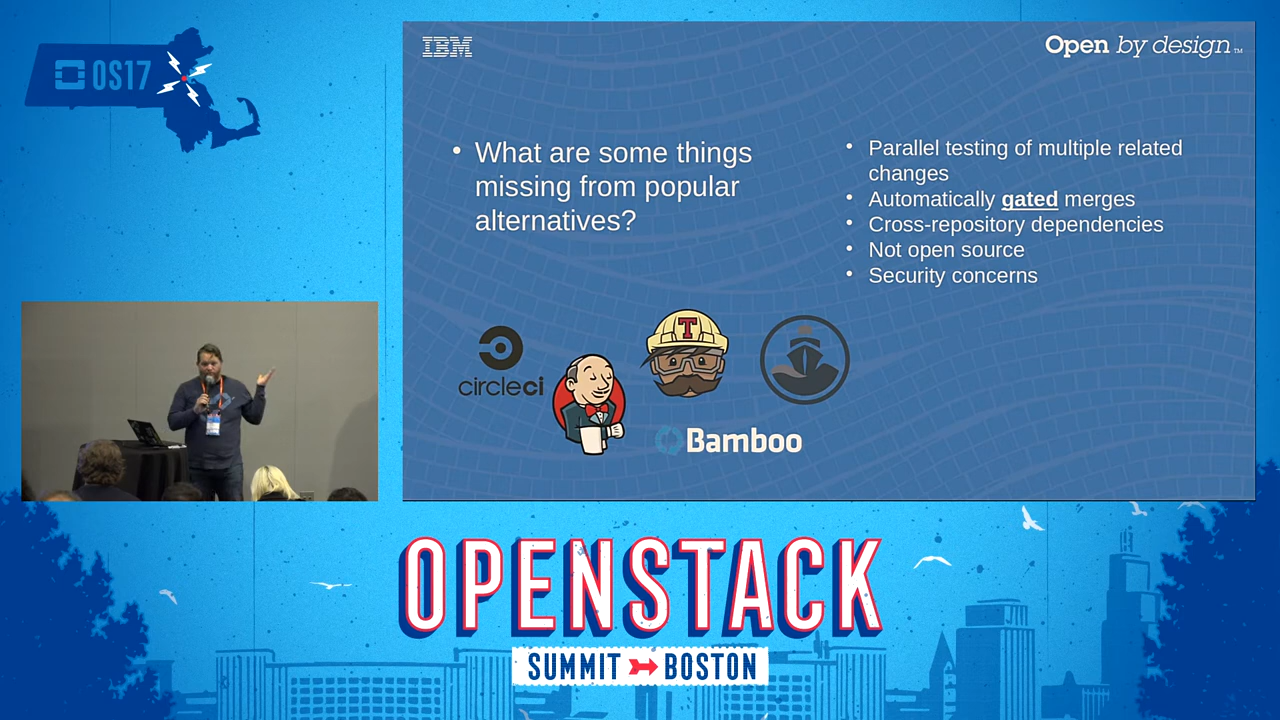 OS17
IBM
Open by design™
• What are some things
missing from popular
alternatives?
• Parallel testing of multiple related
changes
• Automatically gated merges
• Cross-repository dependencies
• Not open source
• Security concerns
circleci
T
Bamboo
OPENSTACK
SUMMIT BOSTON